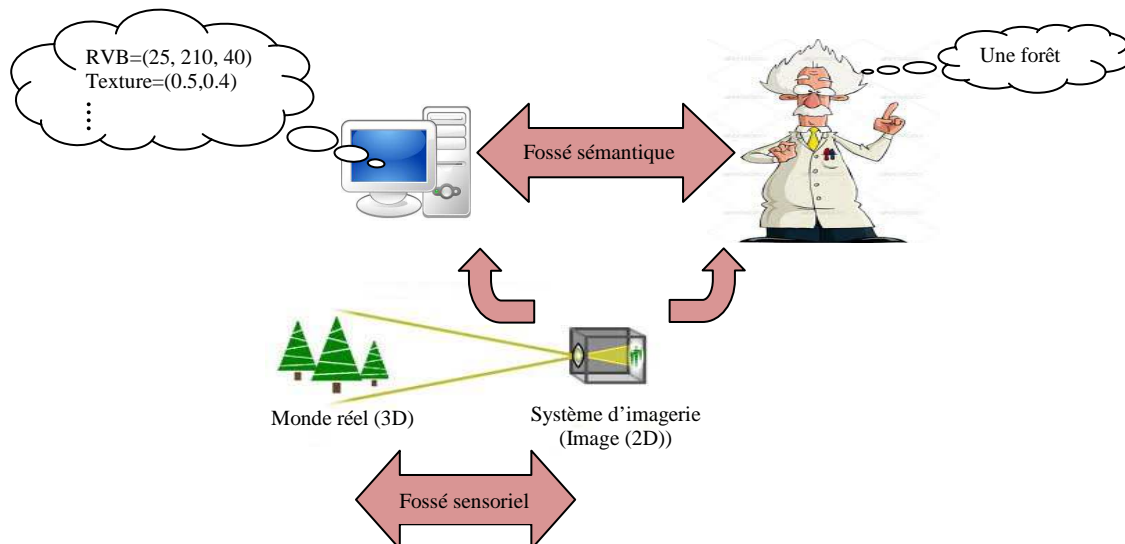 RVB=(25, 210, 40)
Texture=(0.5,0.4)
Une forêt
Fossé sémantique
Monde réel (3D)
Système d'imagerie
(Image (2D))
Fossé sensoriel